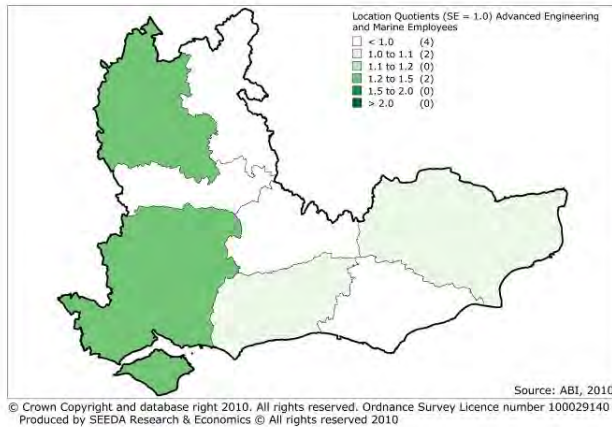 Location Quotients (SE = 1.0) Advanced Engineering
and Marine Employees
< 1.0 (4)
1.0 to 1.1 (2)
1.1 to 1.2 (0)
1.2 to 1.5 (2)
1.5 to 2.0 (0)
> 2.0 (0)
Source: ABI, 2010
© Crown Copyright and database right 2010. All rights reserved. Ordnance Survey Licence number 100029140
Produced by SEEDA Research & Economics © All rights reserved 2010